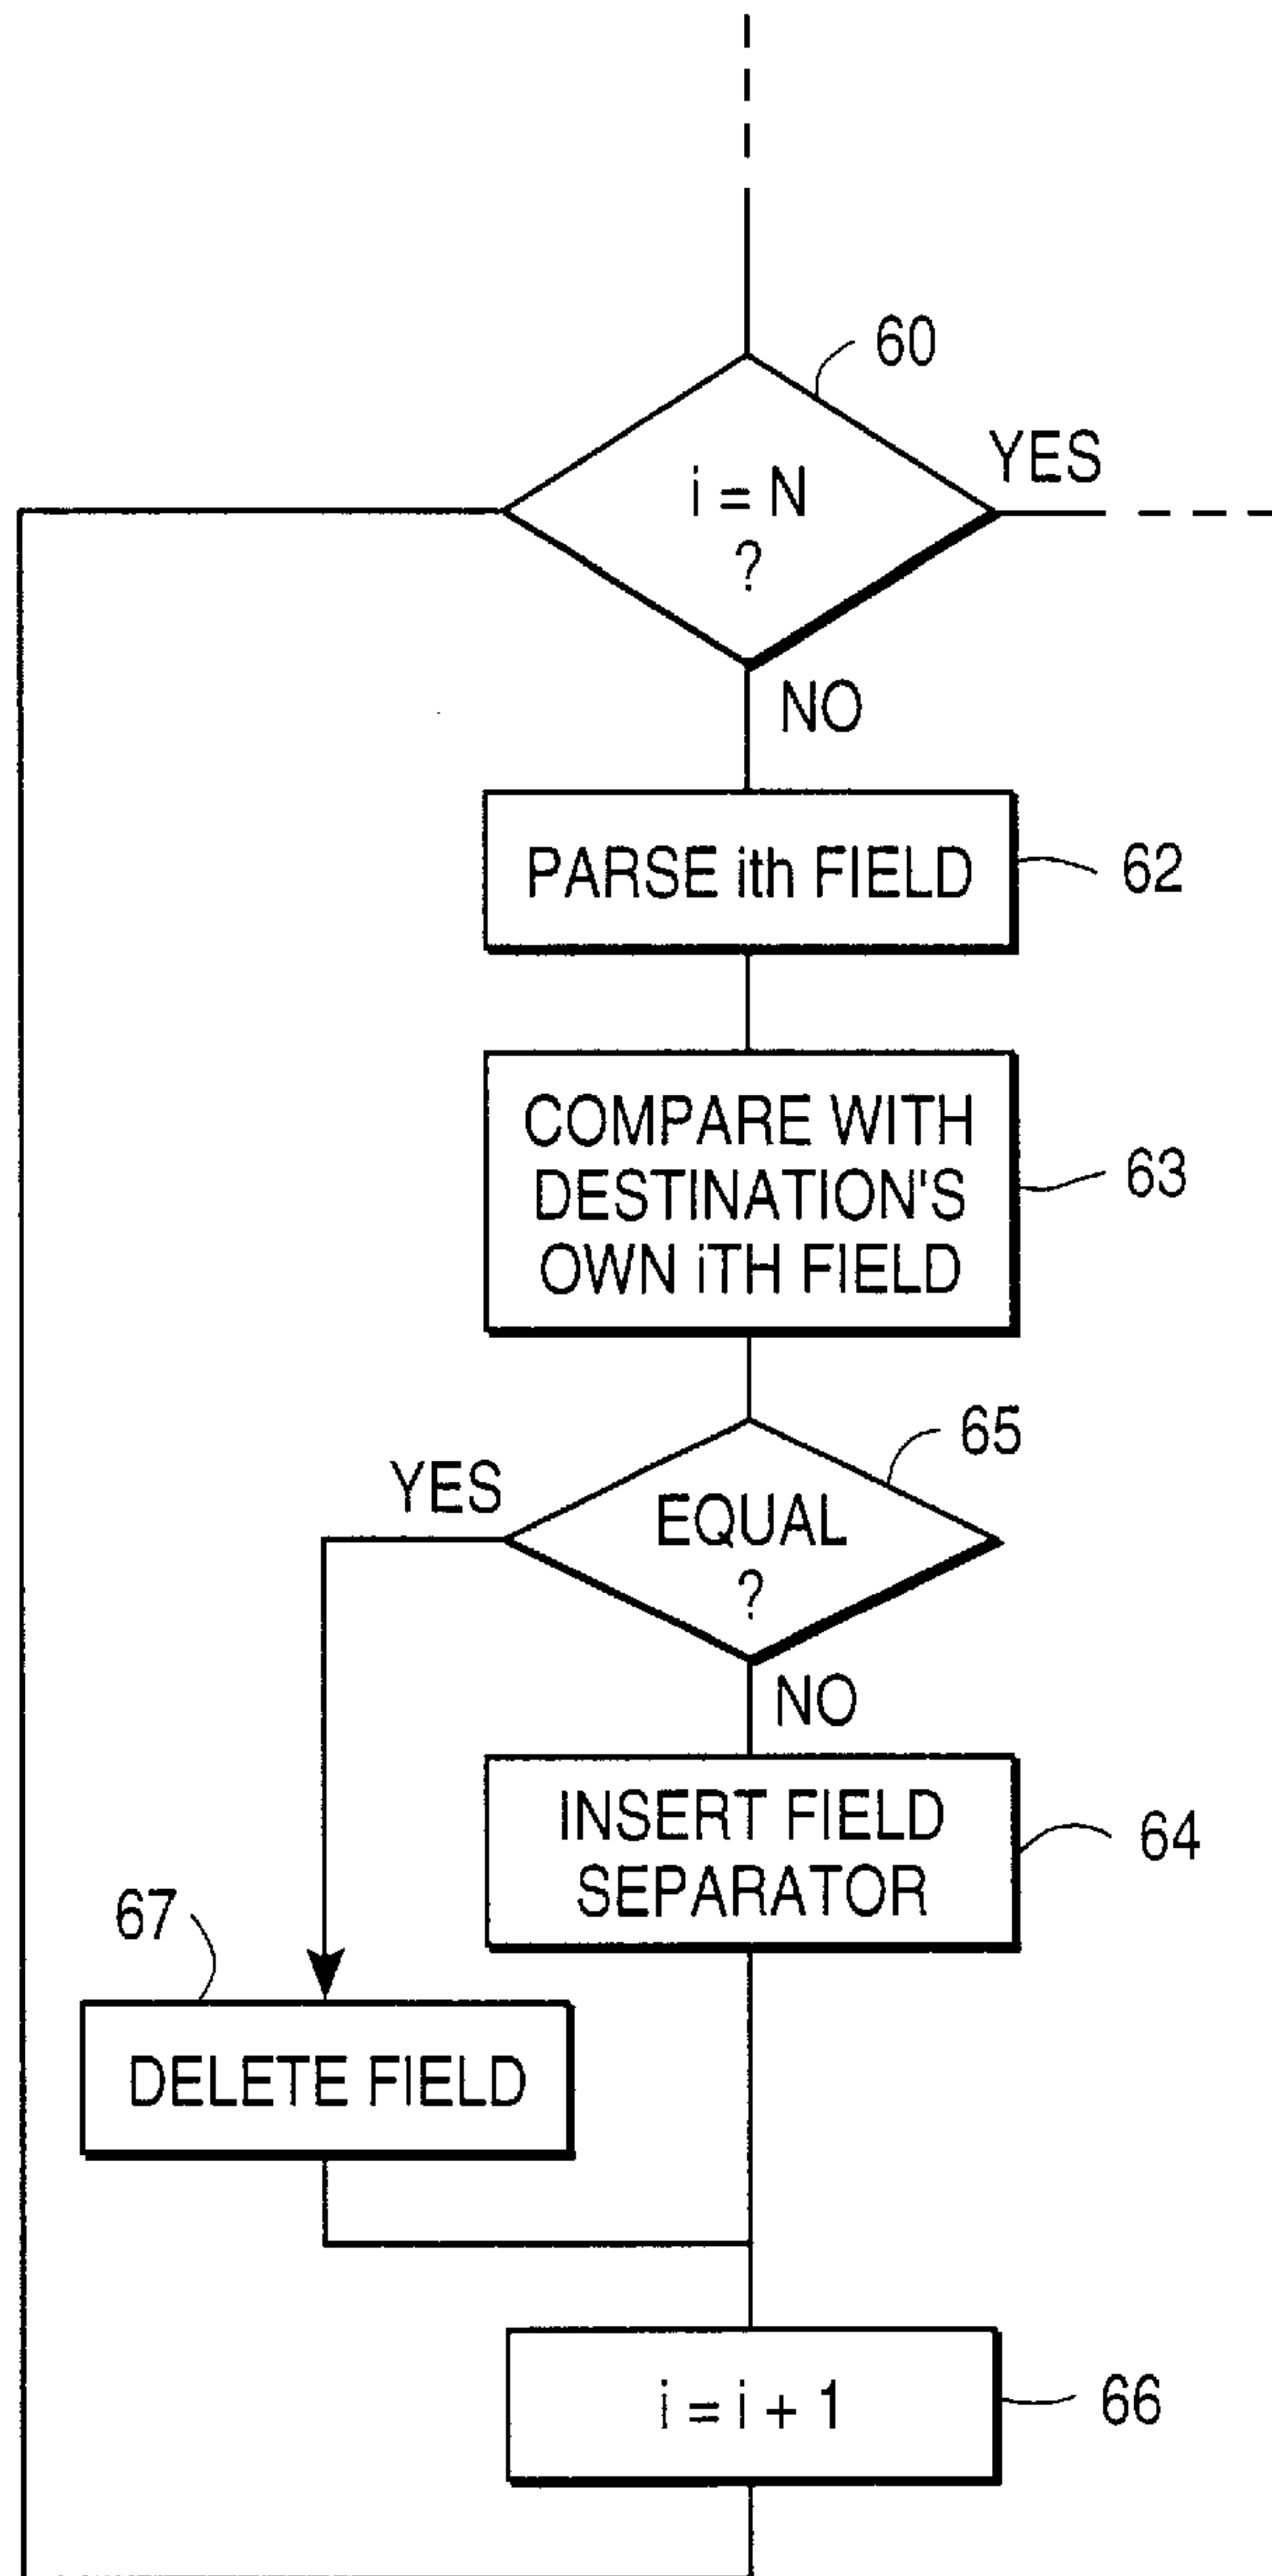 60
YES
i = N
?
NO
PARSE ith FIELD
62
COMPARE WITH
DESTINATION'S
OWN iTH FIELD
63
65
YES
EQUAL
?
NO
INSERT FIELD
SEPARATOR
64
67
DELETE FIELD
i = i + 1
66